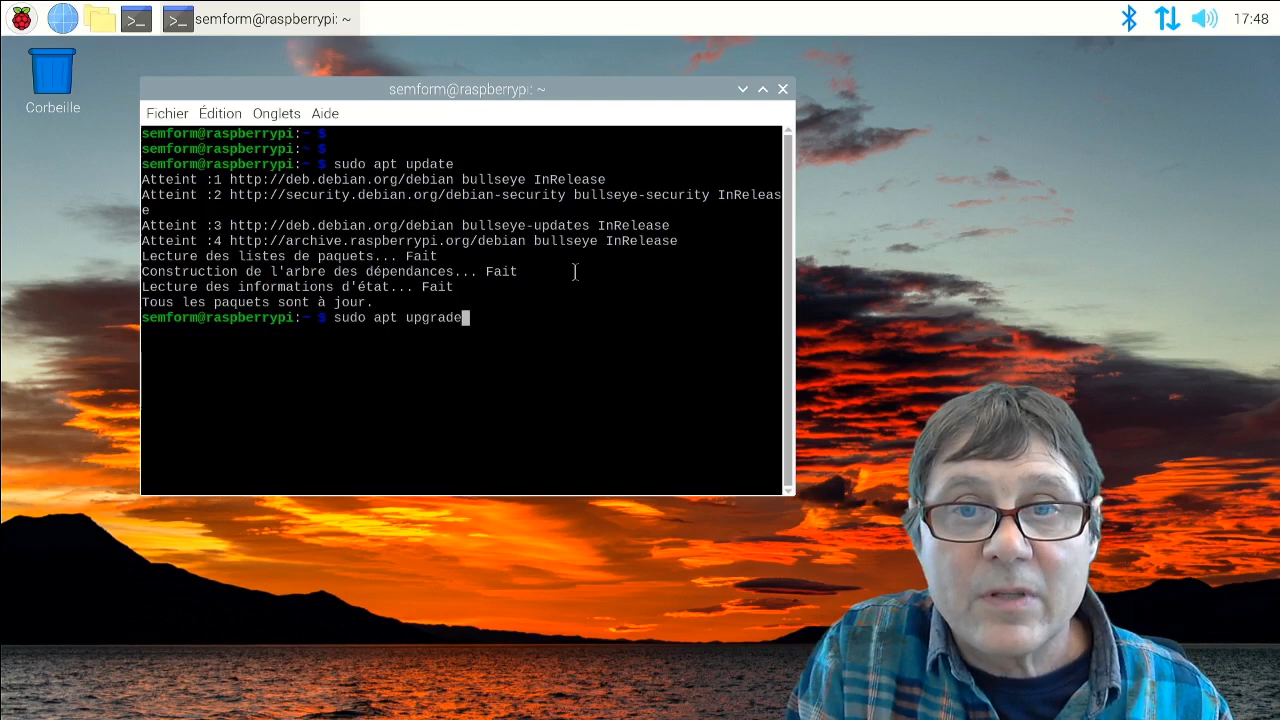 semform@raspberrypi: ~
17:48
Corbeille
semform@raspberrypi: ~
Fichier Édition Onglets Aide
semform@raspberrypi:~ $
semform@raspberrypi:~ $
semform@raspberrypi:~ $ sudo apt update
Atteint :1 http://deb.debian.org/debian bullseye InRelease
Atteint :2 http://security.debian.org/debian-security bullseye-security InReleas
e
Atteint :3 http://deb.debian.org/debian bullseye-updates InRelease
Atteint :4 http://archive.raspberrypi.org/debian bullseye InRelease
Lecture des listes de paquets... Fait
Construction de l'arbre des dépendances... Fait
Lecture des informations d'état... Fait
Tous les paquets sont à jour.
semform@raspberrypi:~ $ sudo apt upgrade